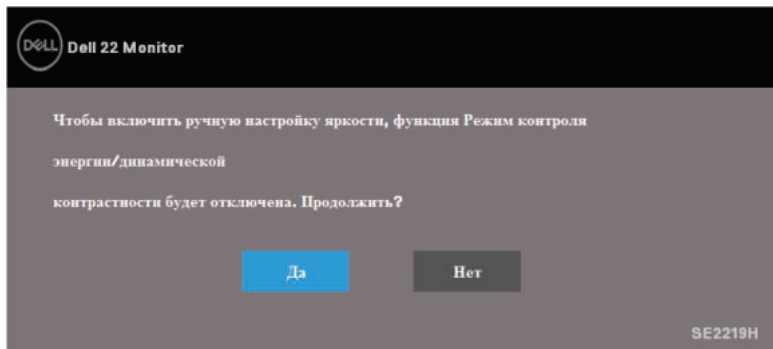 DELL Dell 22 Monitor
Чтобы включить ручную настройку яркости, функция Режим контроля
энергии/динамической
контрастности будет отключена. Продолжить?
Да Нет
SE2219H